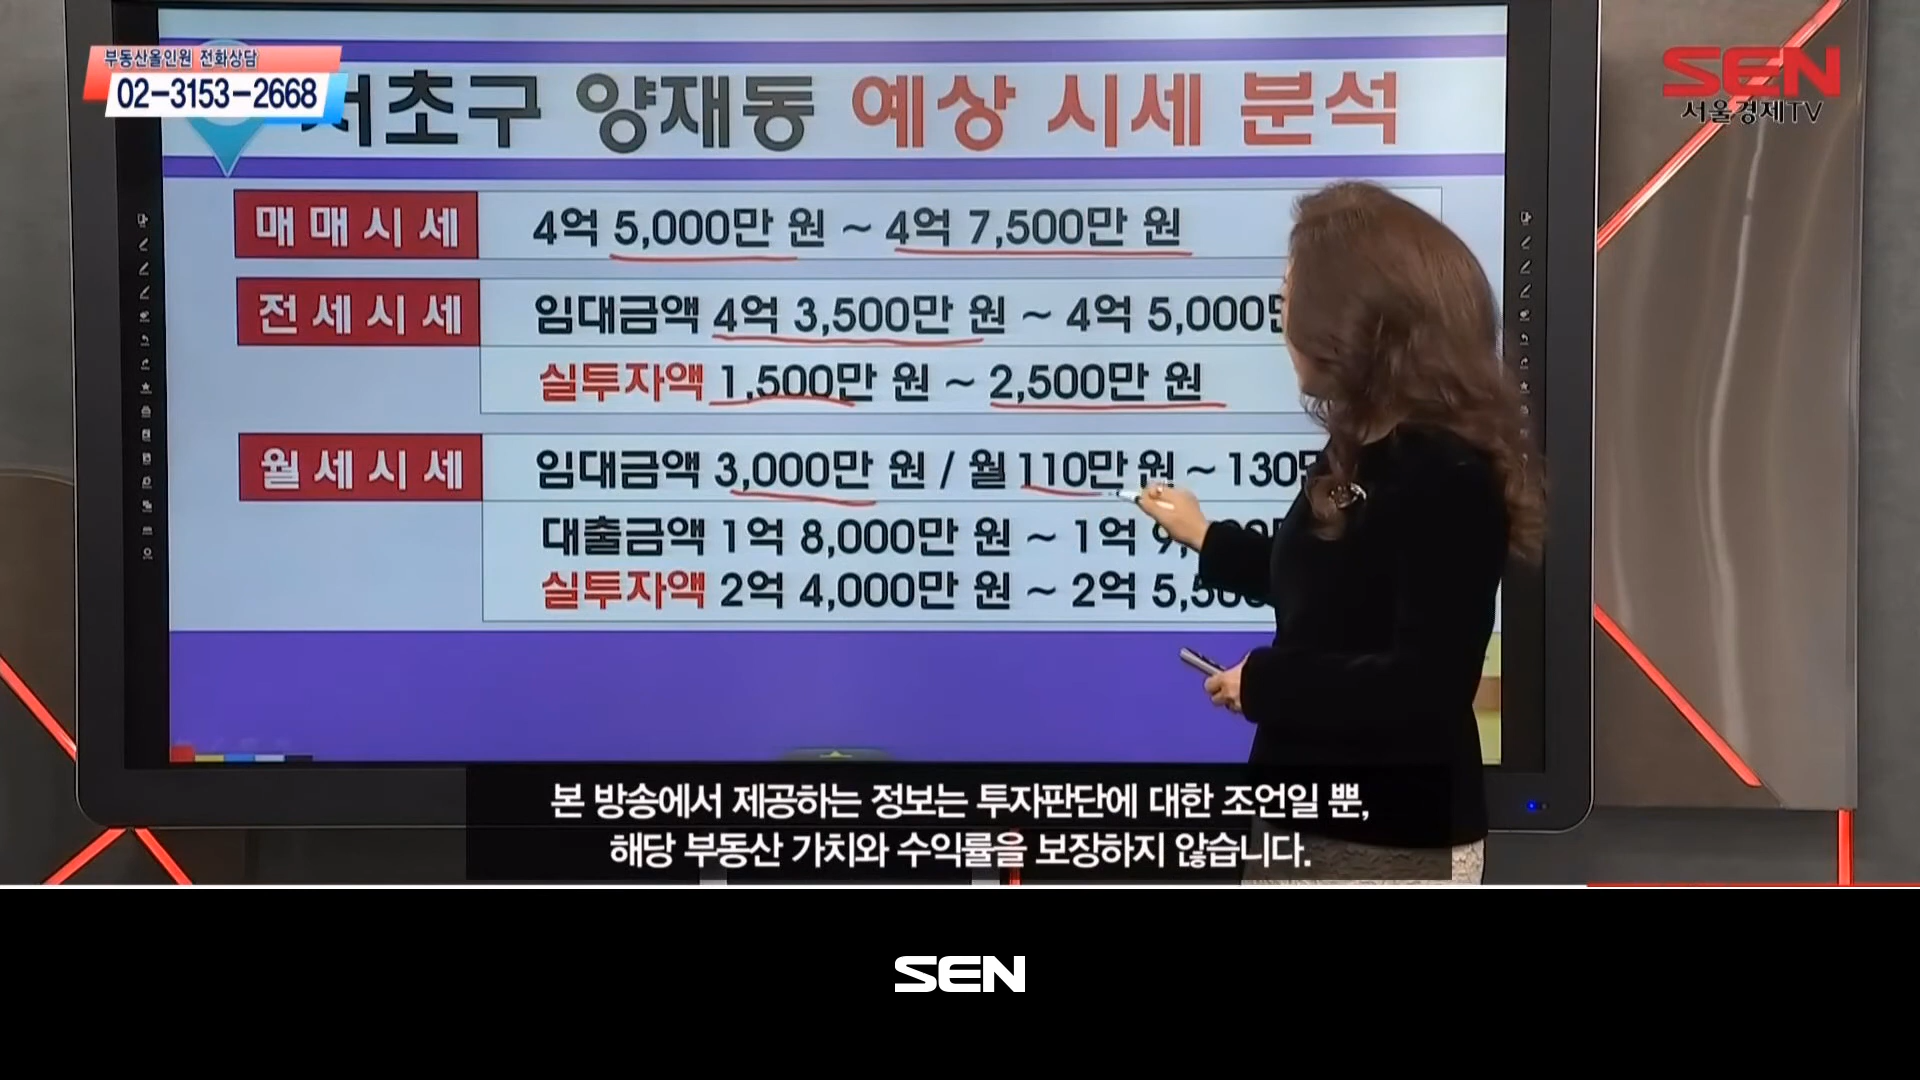 부동산올인원 전화상담
02-3153-2668
SEN
서울경제TV
서초구 양재동 예상 시세 분석
매매시세 4억 5,000만 원 ~ 4억 7,500만 원
전세시세 임대금액 4억 3,500만 원 ~ 4억 5,000만
실투자액 1,500만 원 ~ 2,500만 원
월세시세 임대금액 3,000만 원 / 월 110만 원 ~ 130만
대출금액 1억 8,000만 원 ~ 1억
실투자액 2억 4,000만 원 ~ 2억
본 방송에서 제공하는 정보는 투자판단에 대한 조언일 뿐,
해당 부동산 가치와 수익률을 보장하지 않습니다.
SEN